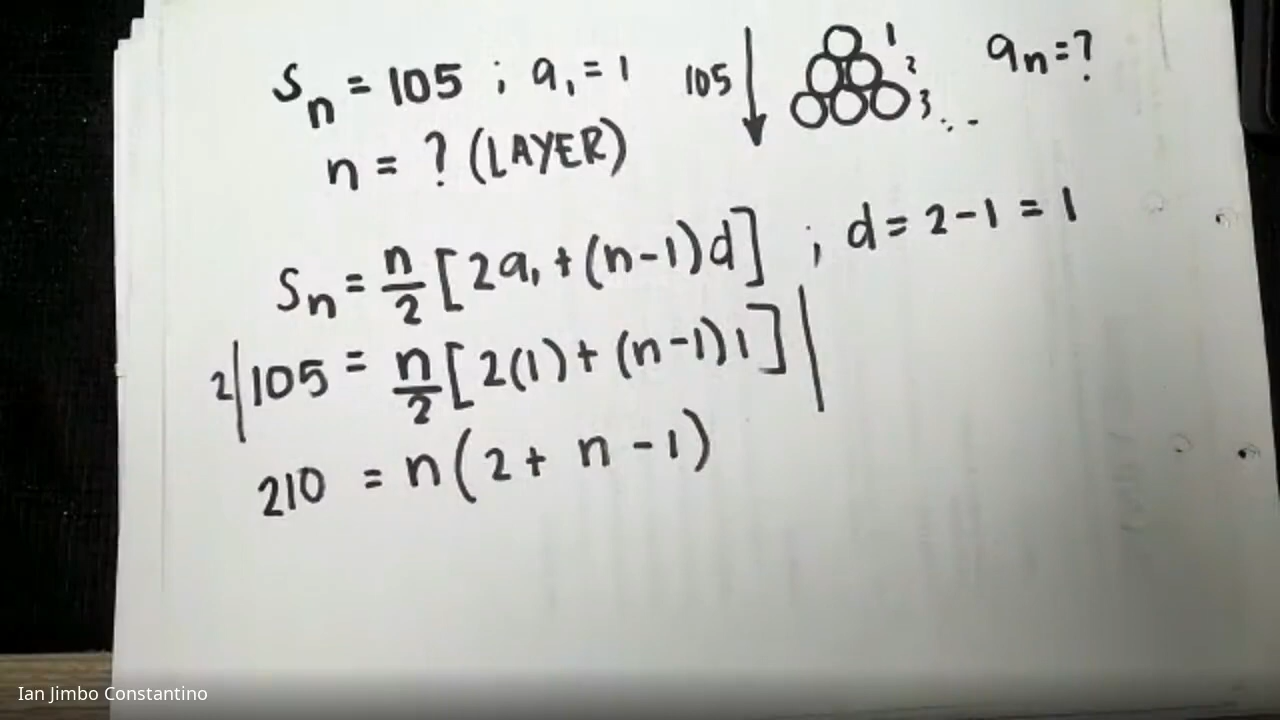 Sn = 105 ; a₁ = 1 105 1 2 3 ... an = ?
n = ? (LAYER)
Sn = n/2 [2a₁ + (n-1)d] ; d = 2-1 = 1
2|105 = n/2 [2(1) + (n-1)1]|
210 = n(2 + n - 1)
Ian Jimbo Constantino